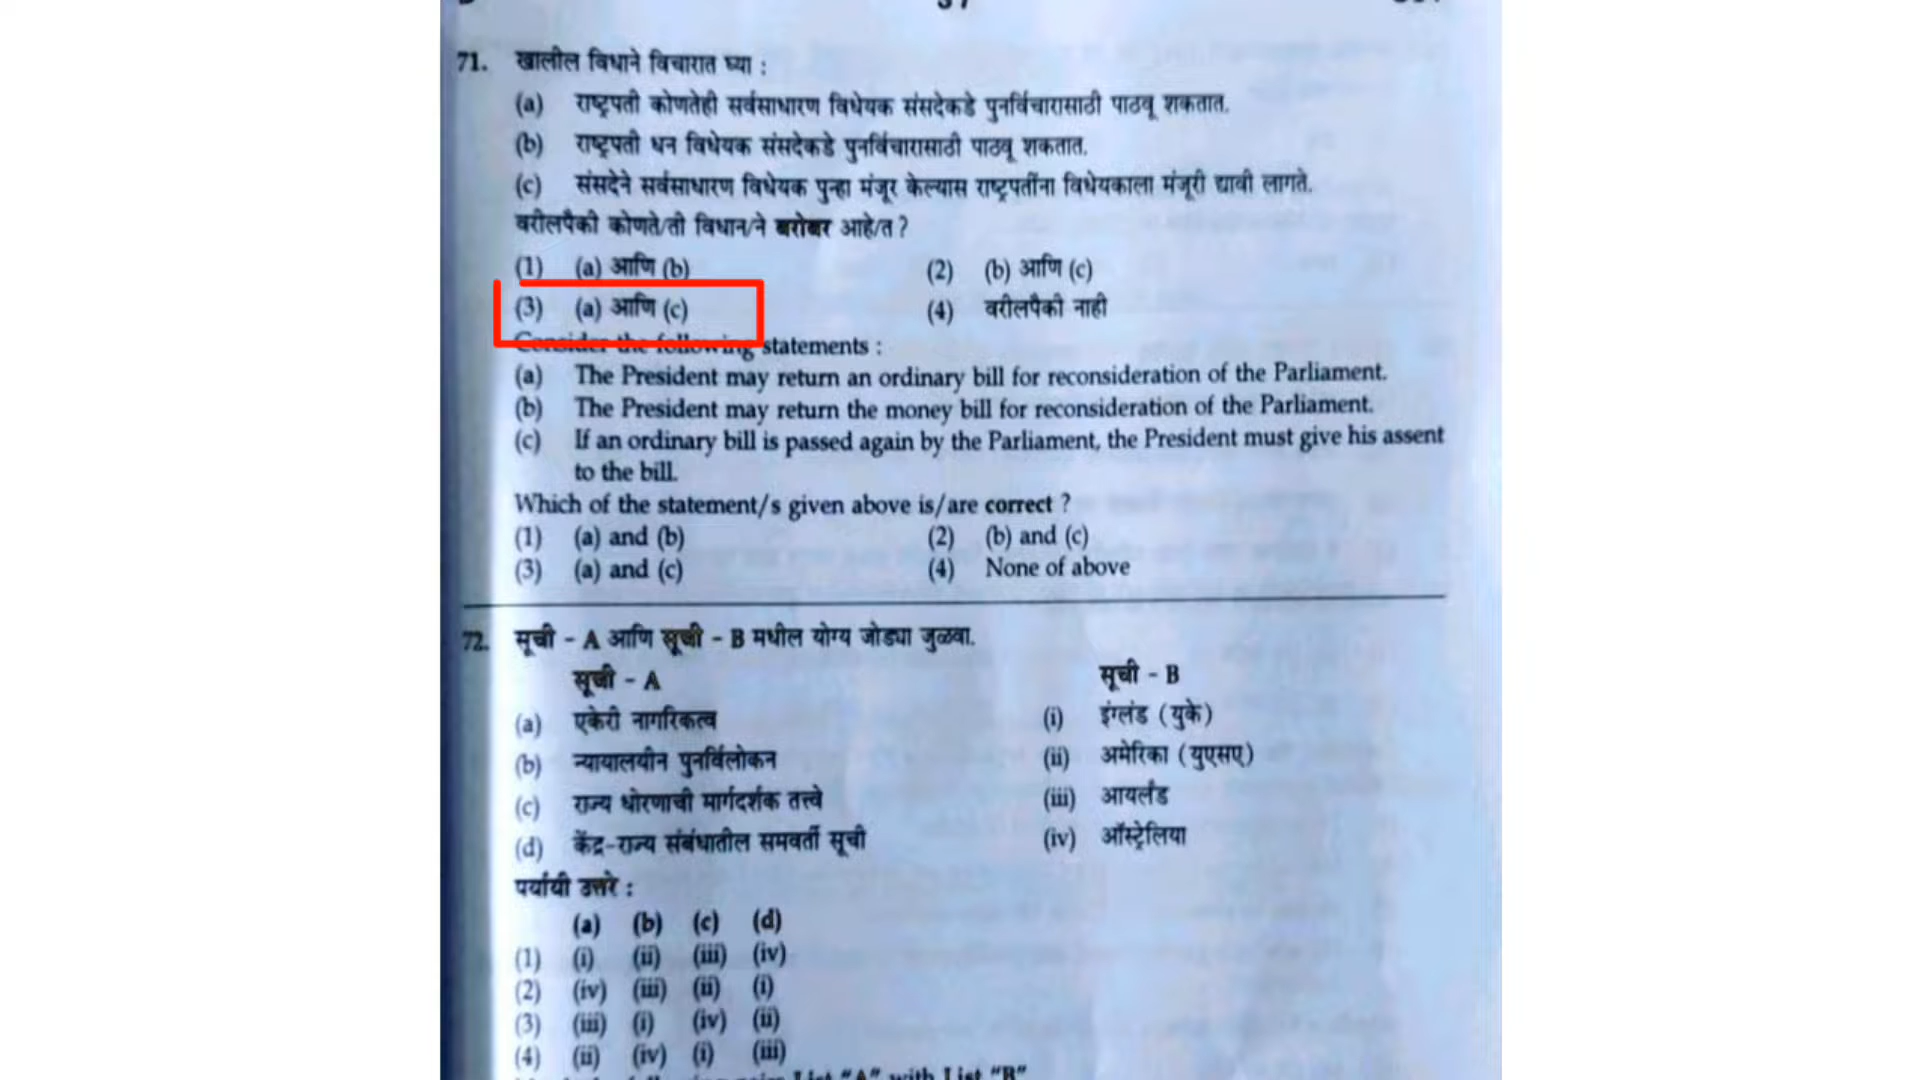 71. खालील विधाने विचारात घ्या :
(a) राष्ट्रपती कोणतेही सर्वसाधारण विधेयक संसदेकडे पुनर्विचारासाठी पाठवू शकतात.
(b) राष्ट्रपती धन विधेयक संसदेकडे पुनर्विचारासाठी पाठवू शकतात.
(c) संसदेने सर्वसाधारण विधेयक पुन्हा मंजूर केल्यास राष्ट्रपतींना विधेयकाला मंजूरी द्यावी लागते.
वरीलपैकी कोणते/ती विधान/ने बरोबर आहे/त ?
(1) (a) आणि (b) (2) (b) आणि (c)
(3) (a) आणि (c) (4) वरीलपैकी नाही
Consider the following statements :
(a) The President may return an ordinary bill for reconsideration of the Parliament.
(b) The President may return the money bill for reconsideration of the Parliament.
(c) If an ordinary bill is passed again by the Parliament, the President must give his assent
to the bill.
Which of the statement/s given above is/are correct ?
(1) (a) and (b) (2) (b) and (c)
(3) (a) and (c) (4) None of above
72. सूची - A आणि सूची - B मधील योग्य जोड्या जुळवा.
सूची - A सूची - B
(a) एकेरी नागरिकत्व (i) इंग्लंड (युके)
(b) न्यायालयीन पुनर्विलोकन (ii) अमेरिका (युएसए)
(c) राज्य धोरणाची मार्गदर्शक तत्त्वे (iii) आयर्लंड
(d) केंद्र-राज्य संबंधातील समवर्ती सूची (iv) ऑस्ट्रेलिया
पर्यायी उत्तरे :
(a) (b) (c) (d)
(1) (i) (ii) (iii) (iv)
(2) (iv) (iii) (ii) (i)
(3) (iii) (i) (iv) (ii)
(4) (ii) (iv) (i) (iii)
List "A" with List "B"